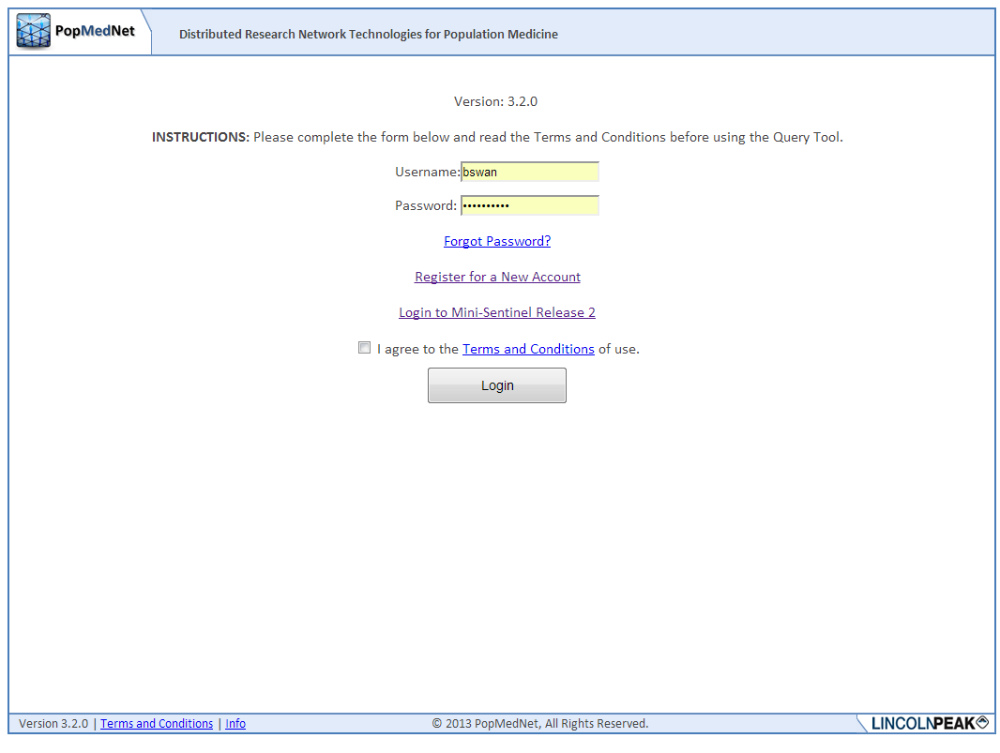 PopMedNet
Distributed Research Network Technologies for Population Medicine
Version: 3.2.0
INSTRUCTIONS: Please complete the form below and read the Terms and Conditions before using the Query Tool.
Username: bswan
Password: ••••••••••
Forgot Password?
Register for a New Account
Login to Mini-Sentinel Release 2
I agree to the Terms and Conditions of use.
Login
Version 3.2.0 | Terms and Conditions | Info
© 2013 PopMedNet, All Rights Reserved.
LINCOLNPEAK